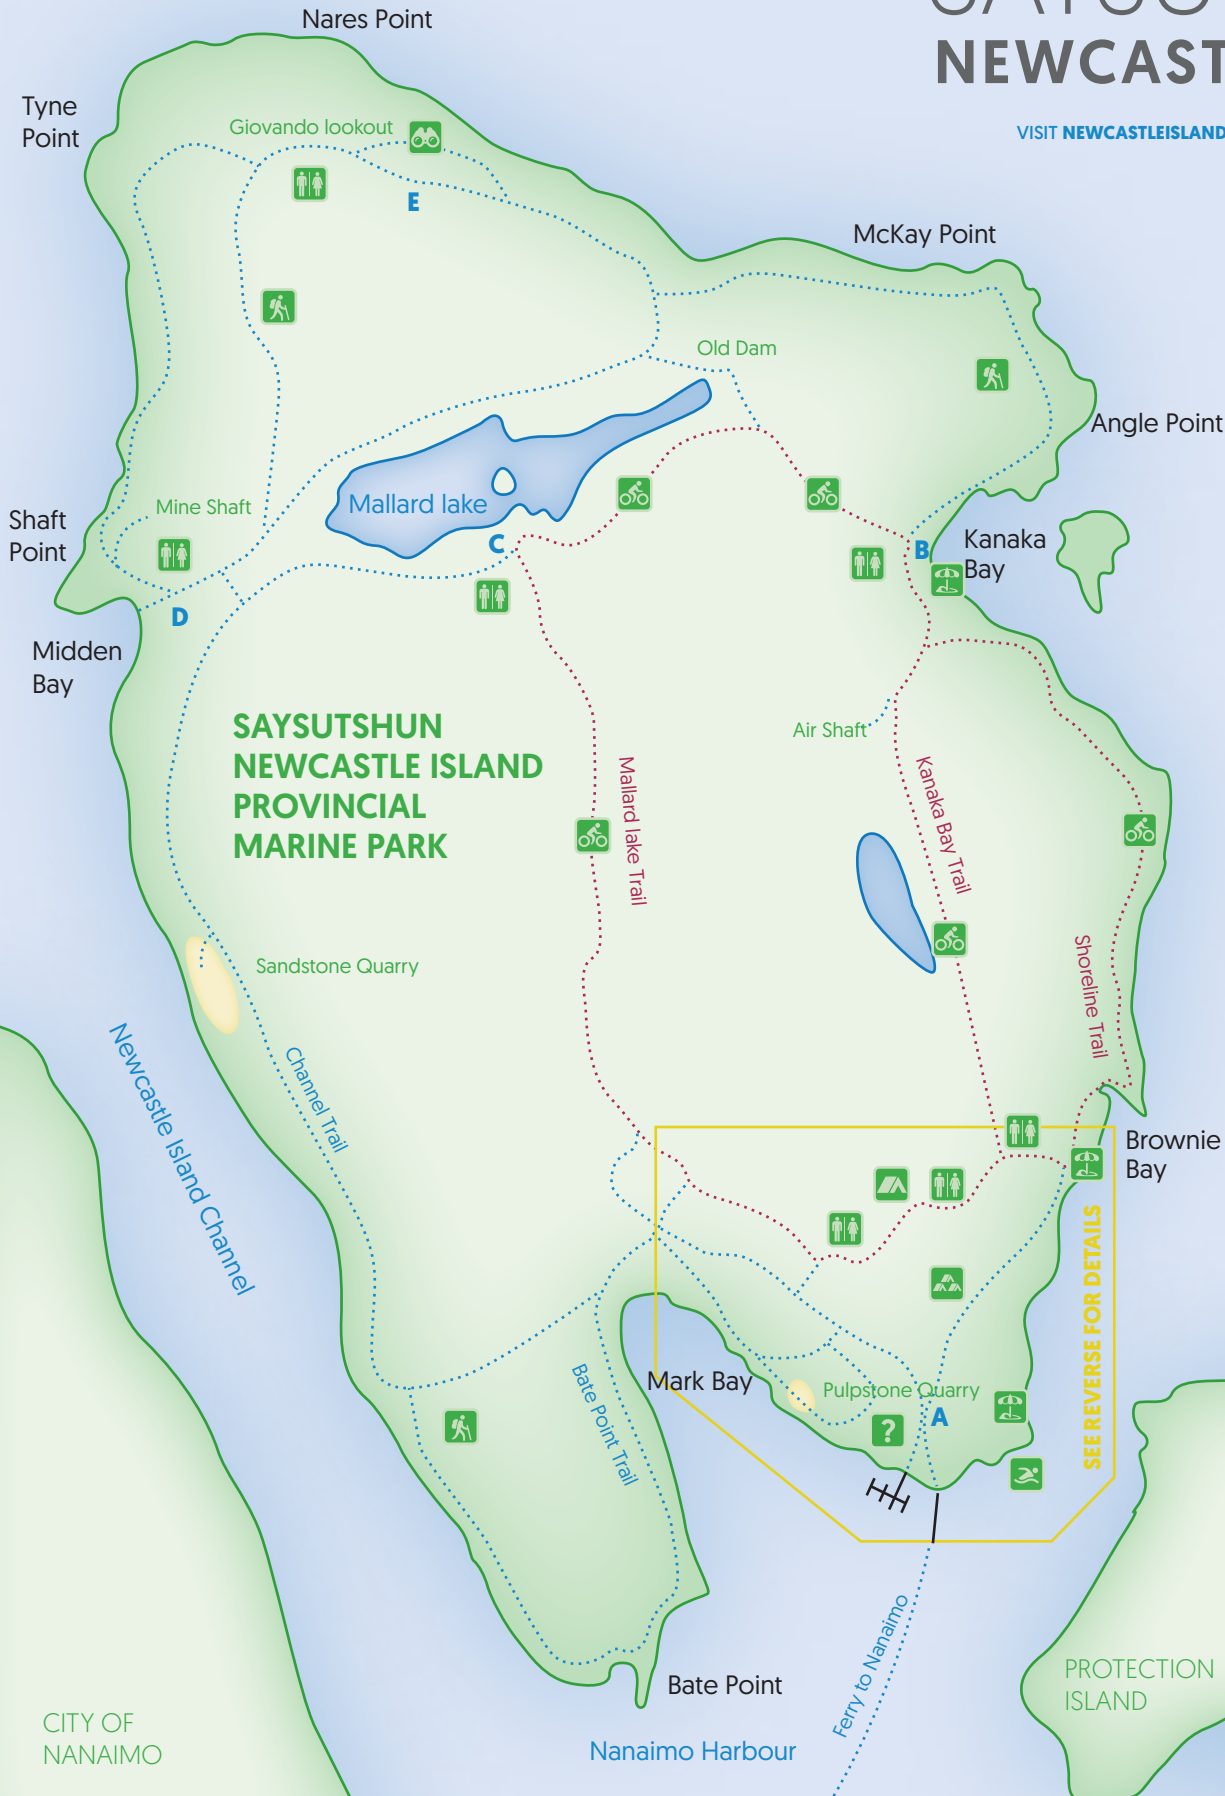 NEWCAST
VISIT NEWCASTLEISLAND
Nares Point
Tyne
Point
Giovando lookout
E
McKay Point
Old Dam
Angle Point
Mallard lake
Mine Shaft
Shaft
Point
C
B
Kanaka
Bay
D
Midden
Bay
SAYSUTSHUN
NEWCASTLE ISLAND
PROVINCIAL
MARINE PARK
Air Shaft
Mallard lake Trail
Kanaka Bay Trail
Shoreline Trail
Sandstone Quarry
Newcastle Island Channel
Channel Trail
Brownie
Bay
SEE REVERSE FOR DETAILS
Mark Bay
Bate Point Trail
Pulpstone Quarry
A
?
Ferry to Nanaimo
Bate Point
PROTECTION
ISLAND
CITY OF
NANAIMO
Nanaimo Harbour